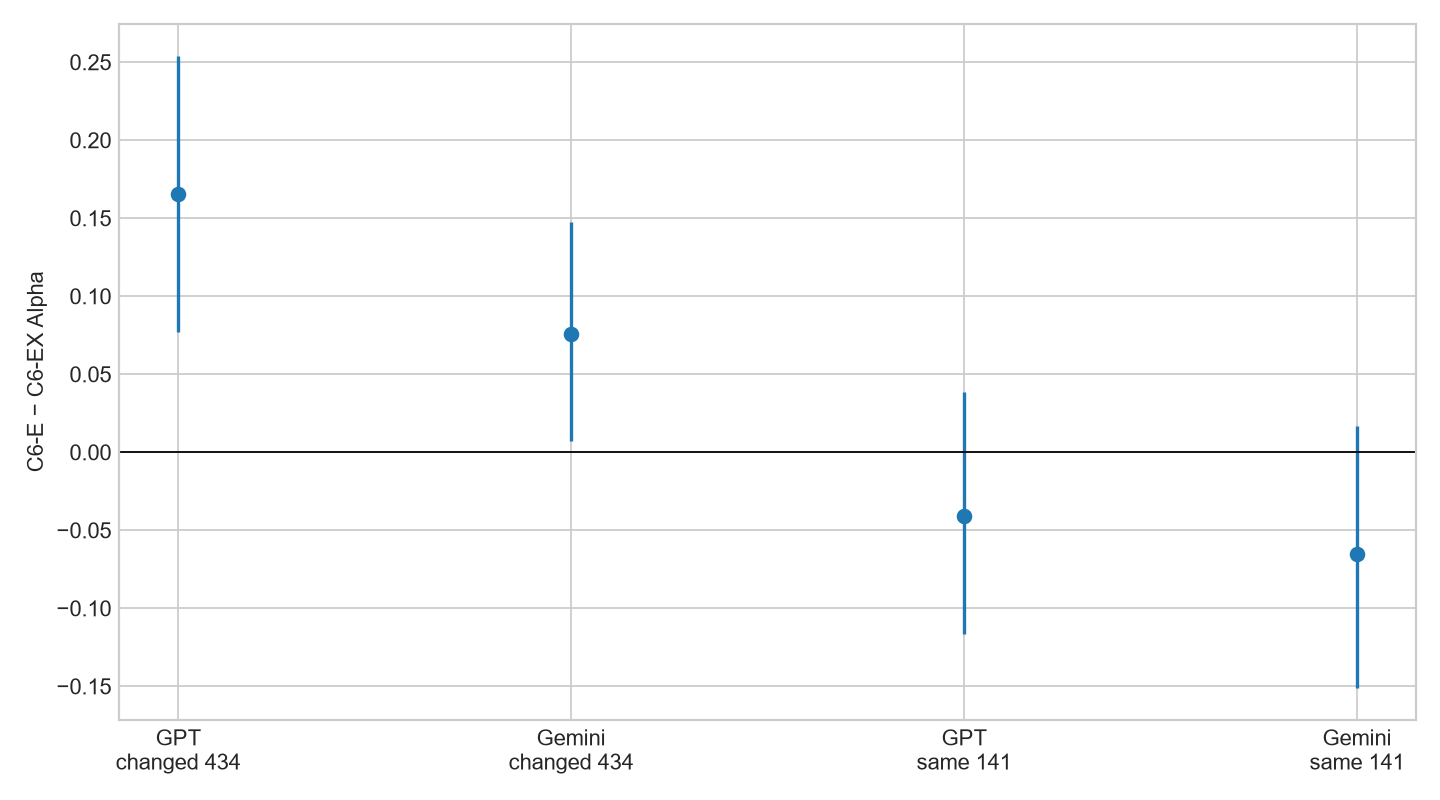 0.25
0.20
0.15
0.10
0.05
0.00
−0.05
−0.10
−0.15
C6-E − C6-EX Alpha
GPT
changed 434
Gemini
changed 434
GPT
same 141
Gemini
same 141